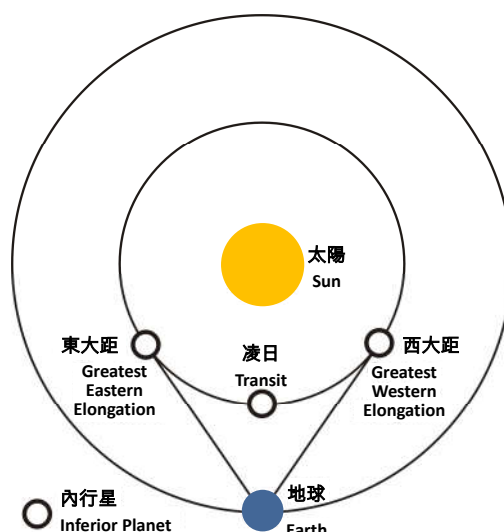 太陽
Sun
東大距
Greatest
Eastern
Elongation
凌日
Transit
西大距
Greatest
Western
Elongation
內行星
Inferior Planet
地球
Earth